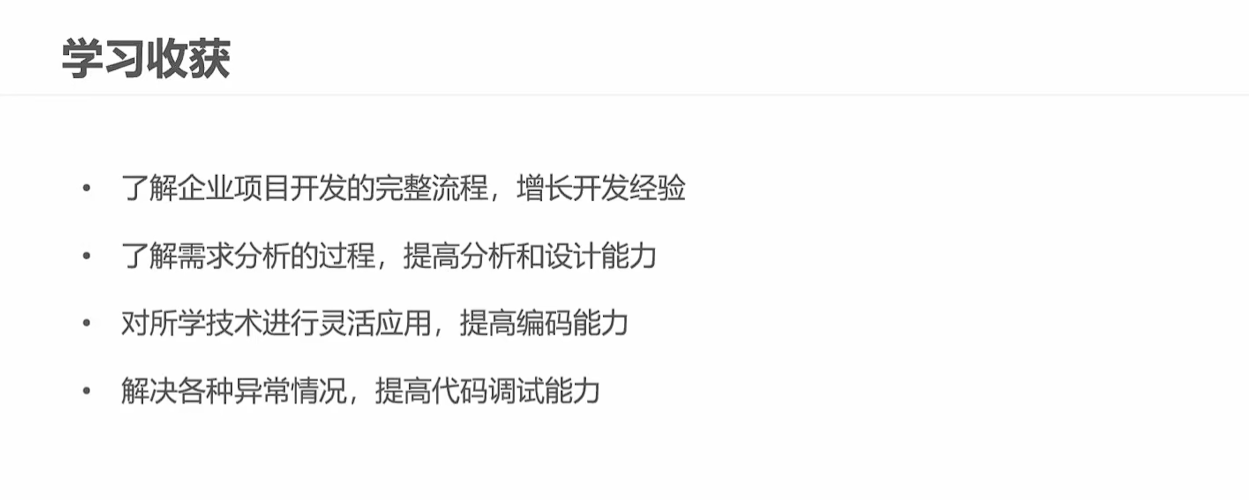 学习收获
• 了解企业项目开发的完整流程，增长开发经验
• 了解需求分析的过程，提高分析和设计能力
• 对所学技术进行灵活应用，提高编码能力
• 解决各种异常情况，提高代码调试能力